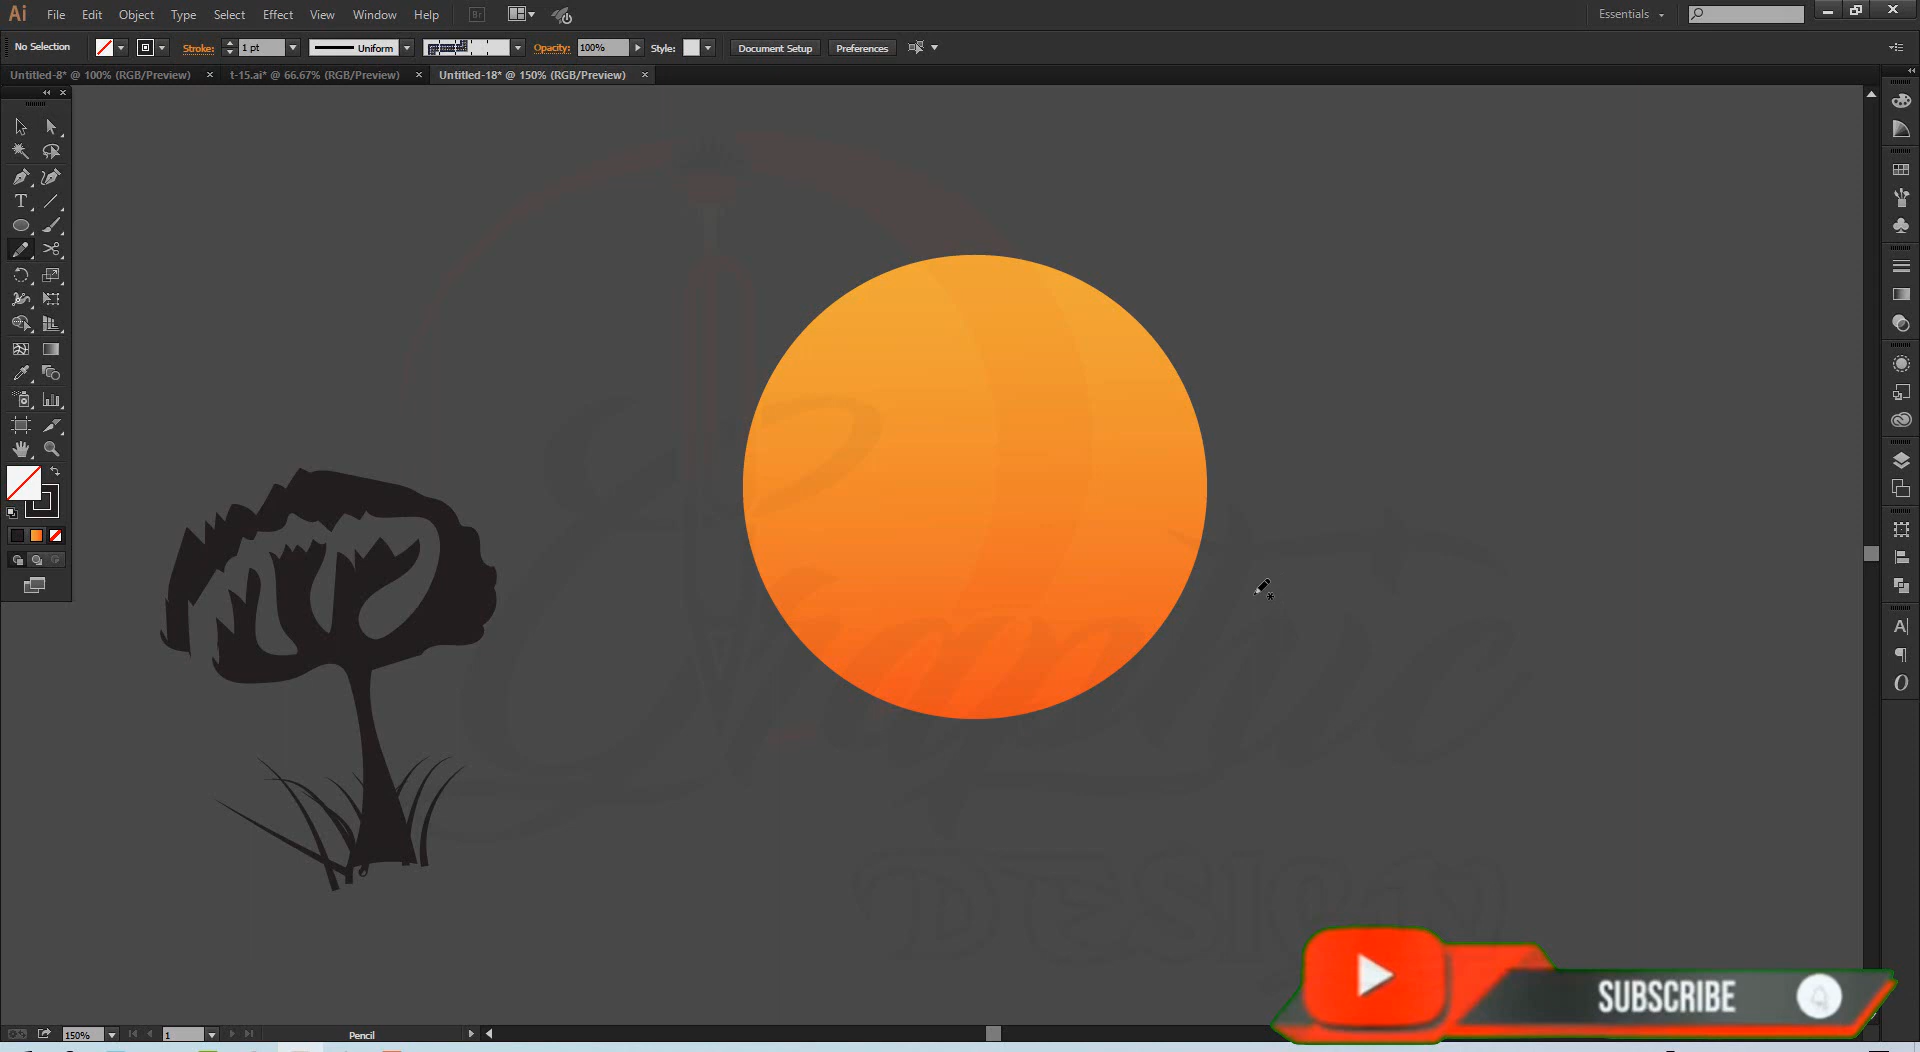 Ai File Edit Object Type Select Effect View Window Help Br Essentials
No Selection Stroke: 1 pt Uniform Opacity: 100% Style: Document Setup Preferences
Untitled-8* @ 100% (RGB/Preview) t-15.ai* @ 66.67% (RGB/Preview) Untitled-18* @ 150% (RGB/Preview)
DESIGN
SUBSCRIBE
150% 1 Pencil